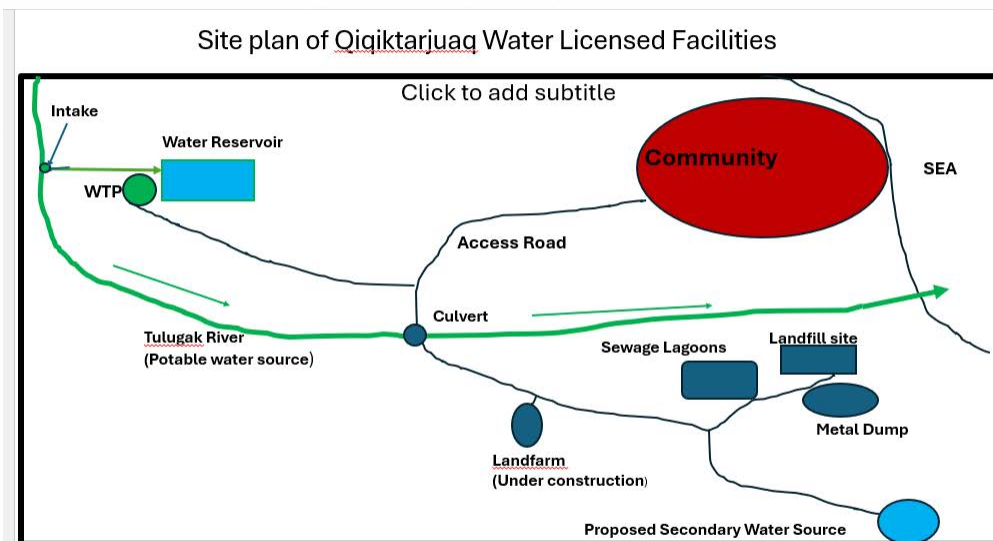 Site plan of Qiqiktarjuaq Water Licensed Facilities
Click to add subtitle
Intake
Water Reservoir
WTP
Community
SEA
Access Road
Culvert
Tulugak River
(Potable water source)
Sewage Lagoons
Landfill site
Metal Dump
Landfarm
(Under construction)
Proposed Secondary Water Source